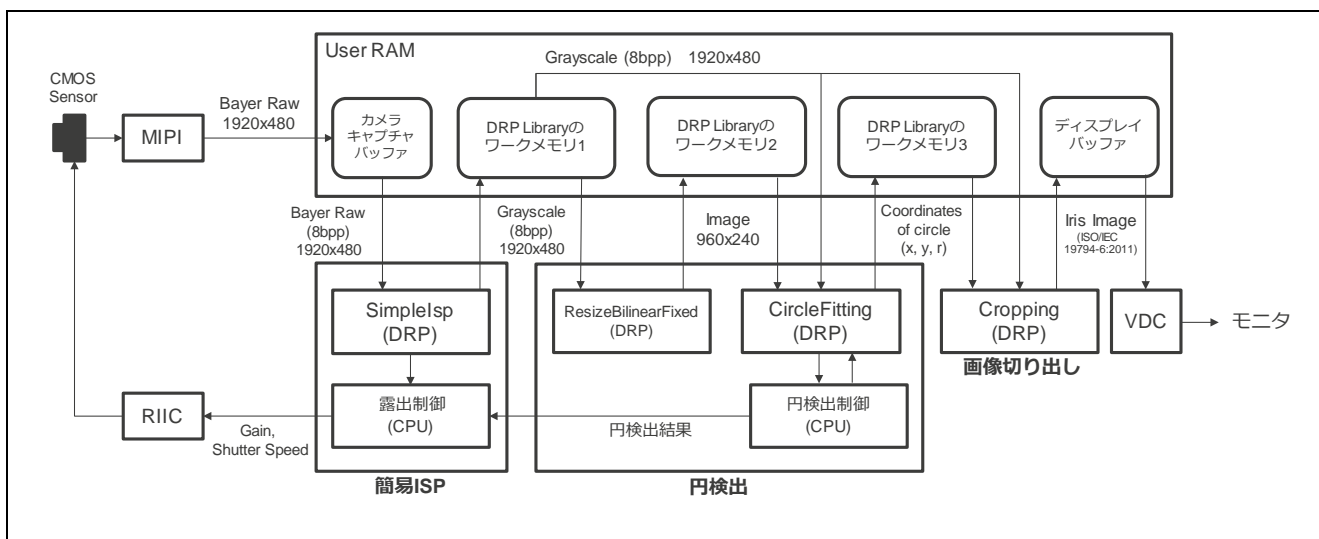 User RAM
Grayscale (8bpp) 1920x480
CMOS
Sensor
Bayer Raw
1920x480
MIPI
カメラ
キャプチャ
バッファ
DRP Libraryの
ワークメモリ1
DRP Libraryの
ワークメモリ2
DRP Libraryの
ワークメモリ3
ディスプレイ
バッファ
Bayer Raw
(8bpp)
1920x480
Grayscale
(8bpp)
1920x480
Image
960x240
Coordinates
of circle
(x, y, r)
Iris Image
(ISO/IEC
19794-6:2011)
SimpleIsp
(DRP)
ResizeBilinearFixed
(DRP)
CircleFitting
(DRP)
Cropping
(DRP)
VDC
モニタ
画像切り出し
RIIC
Gain,
Shutter Speed
露出制御
(CPU)
円検出結果
円検出制御
(CPU)
簡易ISP
円検出